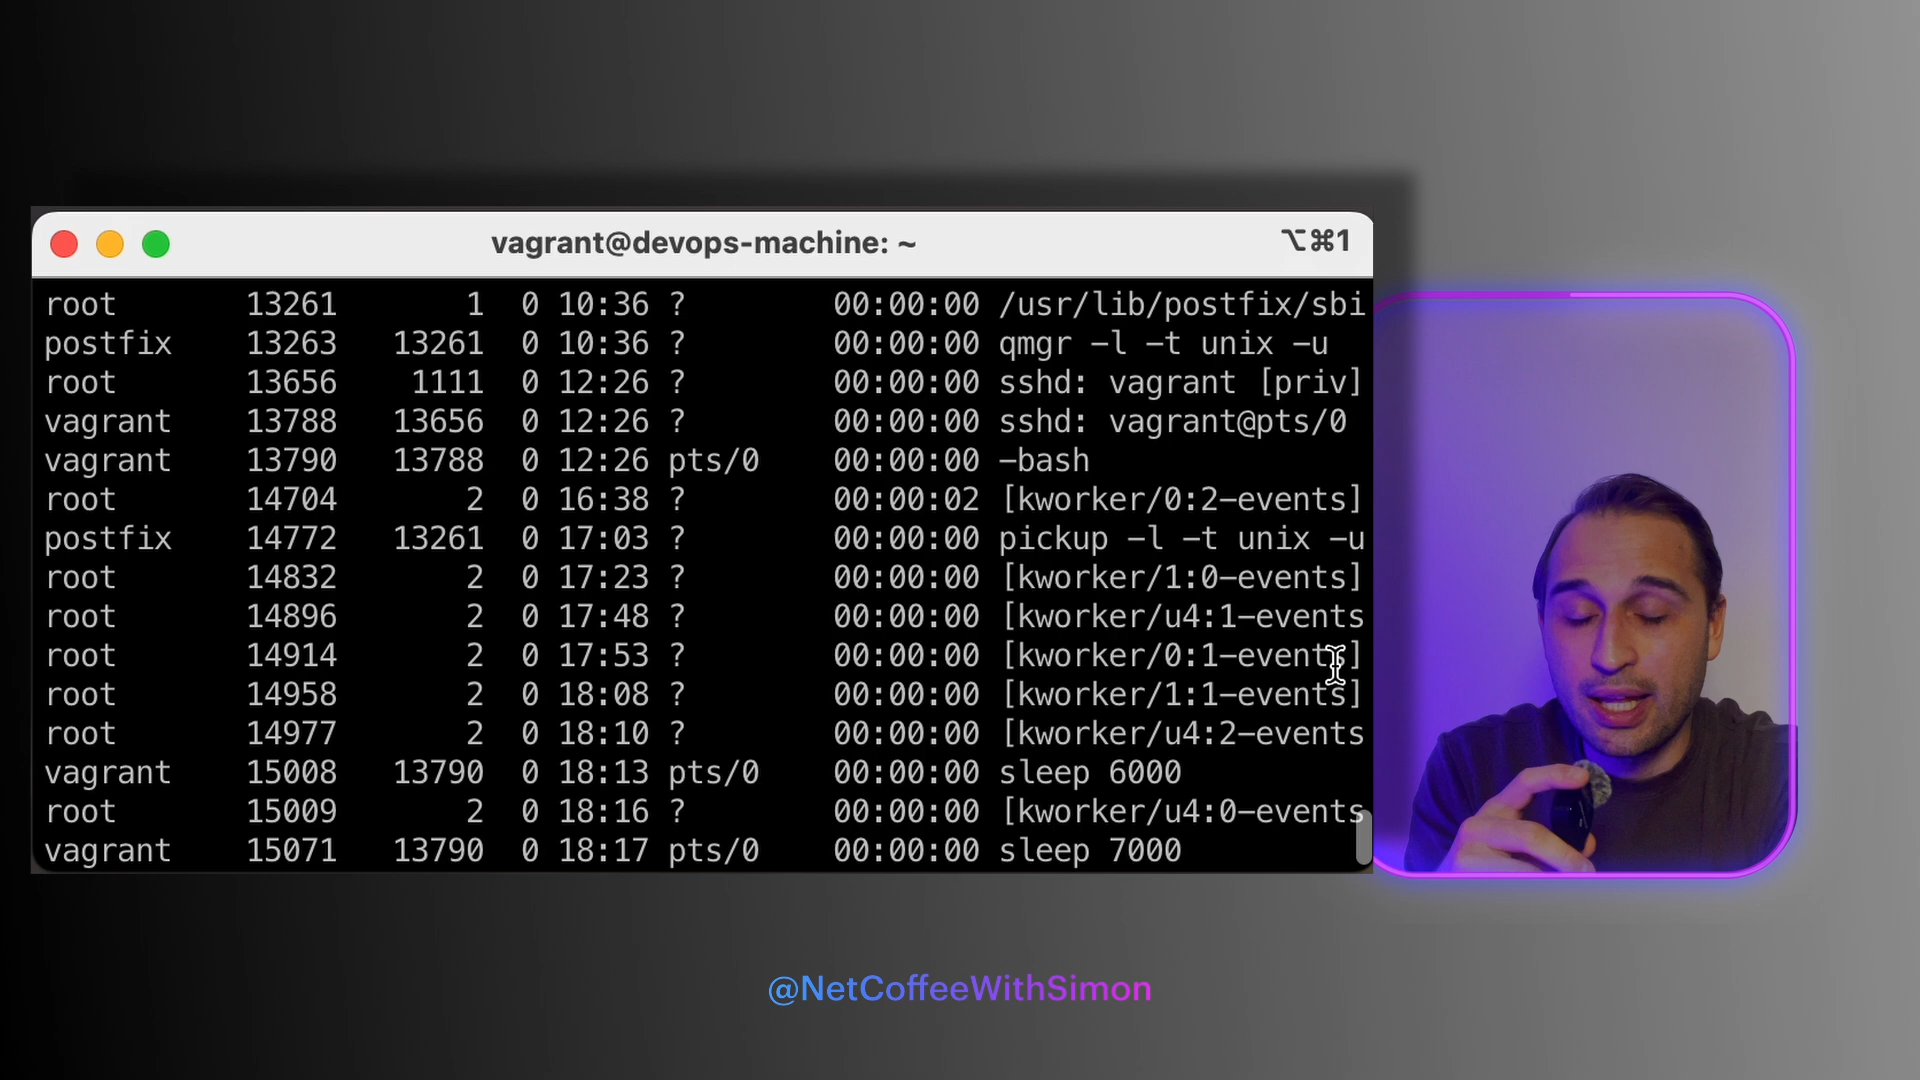 vagrant@devops-machine: ~ ⌥⌘1
root 13261 1 0 10:36 ? 00:00:00 /usr/lib/postfix/sbi
postfix 13263 13261 0 10:36 ? 00:00:00 qmgr -l -t unix -u
root 13656 1111 0 12:26 ? 00:00:00 sshd: vagrant [priv]
vagrant 13788 13656 0 12:26 ? 00:00:00 sshd: vagrant@pts/0
vagrant 13790 13788 0 12:26 pts/0 00:00:00 -bash
root 14704 2 0 16:38 ? 00:00:02 [kworker/0:2-events]
postfix 14772 13261 0 17:03 ? 00:00:00 pickup -l -t unix -u
root 14832 2 0 17:23 ? 00:00:00 [kworker/1:0-events]
root 14896 2 0 17:48 ? 00:00:00 [kworker/u4:1-events
root 14914 2 0 17:53 ? 00:00:00 [kworker/0:1-events]
root 14958 2 0 18:08 ? 00:00:00 [kworker/1:1-events]
root 14977 2 0 18:10 ? 00:00:00 [kworker/u4:2-events
vagrant 15008 13790 0 18:13 pts/0 00:00:00 sleep 6000
root 15009 2 0 18:16 ? 00:00:00 [kworker/u4:0-events
vagrant 15071 13790 0 18:17 pts/0 00:00:00 sleep 7000
@NetCoffeeWithSimon